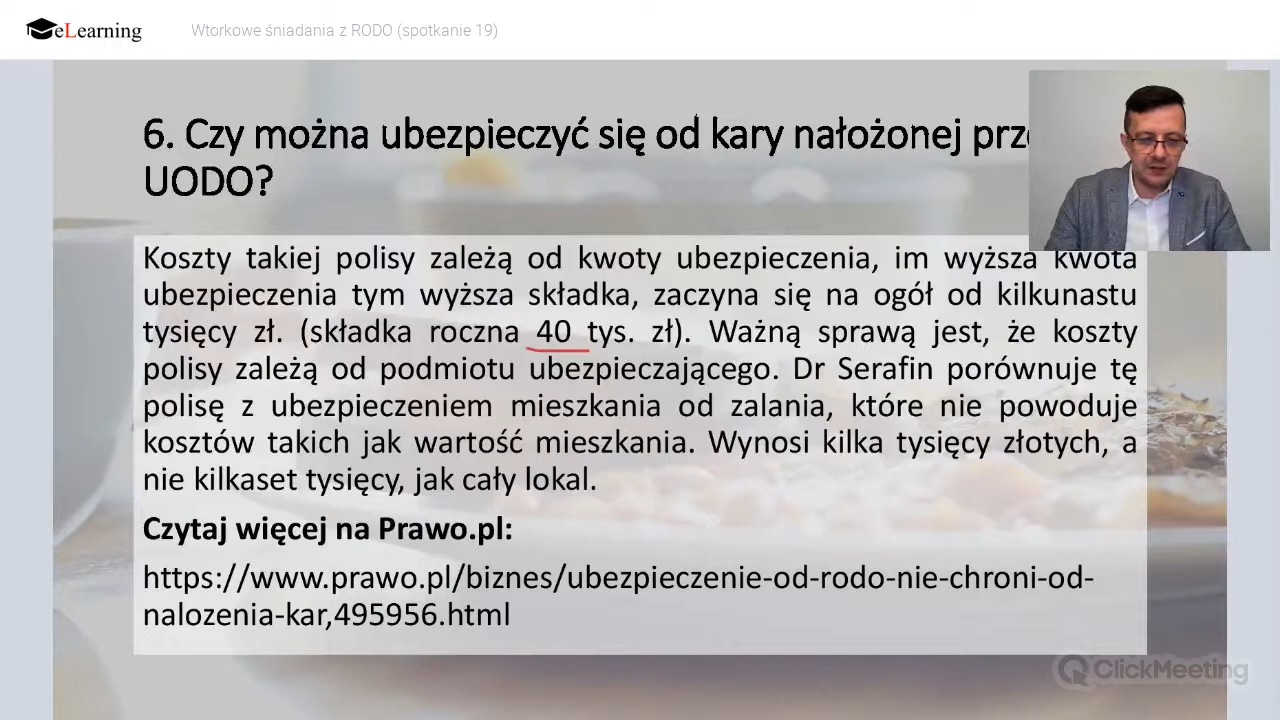 eLearning
Wtorkowe śniadania z RODO (spotkanie 19)
6. Czy można ubezpieczyć się od kary nałożonej
UODO?
Koszty takiej polisy zależą od kwoty ubezpieczenia, im wyższa kwota
ubezpieczenia tym wyższa składka, zaczyna się na ogół od kilkunastu
tysięcy zł. (składka roczna 40 tys. zł). Ważną sprawą jest, że koszty
polisy zależą od podmiotu ubezpieczającego. Dr Serafin porównuje tę
polisę z ubezpieczeniem mieszkania od zalania, które nie powoduje
kosztów takich jak wartość mieszkania. Wynosi kilka tysięcy złotych, a
nie kilkaset tysięcy, jak cały lokal.
Czytaj więcej na Prawo.pl:
https://www.prawo.pl/biznes/ubezpieczenie-od-rodo-nie-chroni-od-
nalozenia-kar,495956.html
ClickMeeting